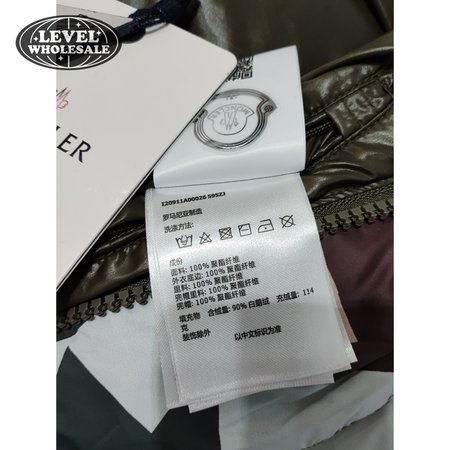 LEVEL
WHOLESALE
LER
MONCLER
I20911A00026 595ZJ
罗马尼亚制造
洗涤方式:
成份
面料: 100% 聚酯纤维
外衣底边: 100% 聚酯纤维
里料: 100% 聚酯纤维
兜帽里料: 100% 聚酯纤维
兜帽: 100% 聚酯纤维
填充物 含绒量: 90% 白鹅绒 充绒量: 114
克
装饰除外 以中文标识为准